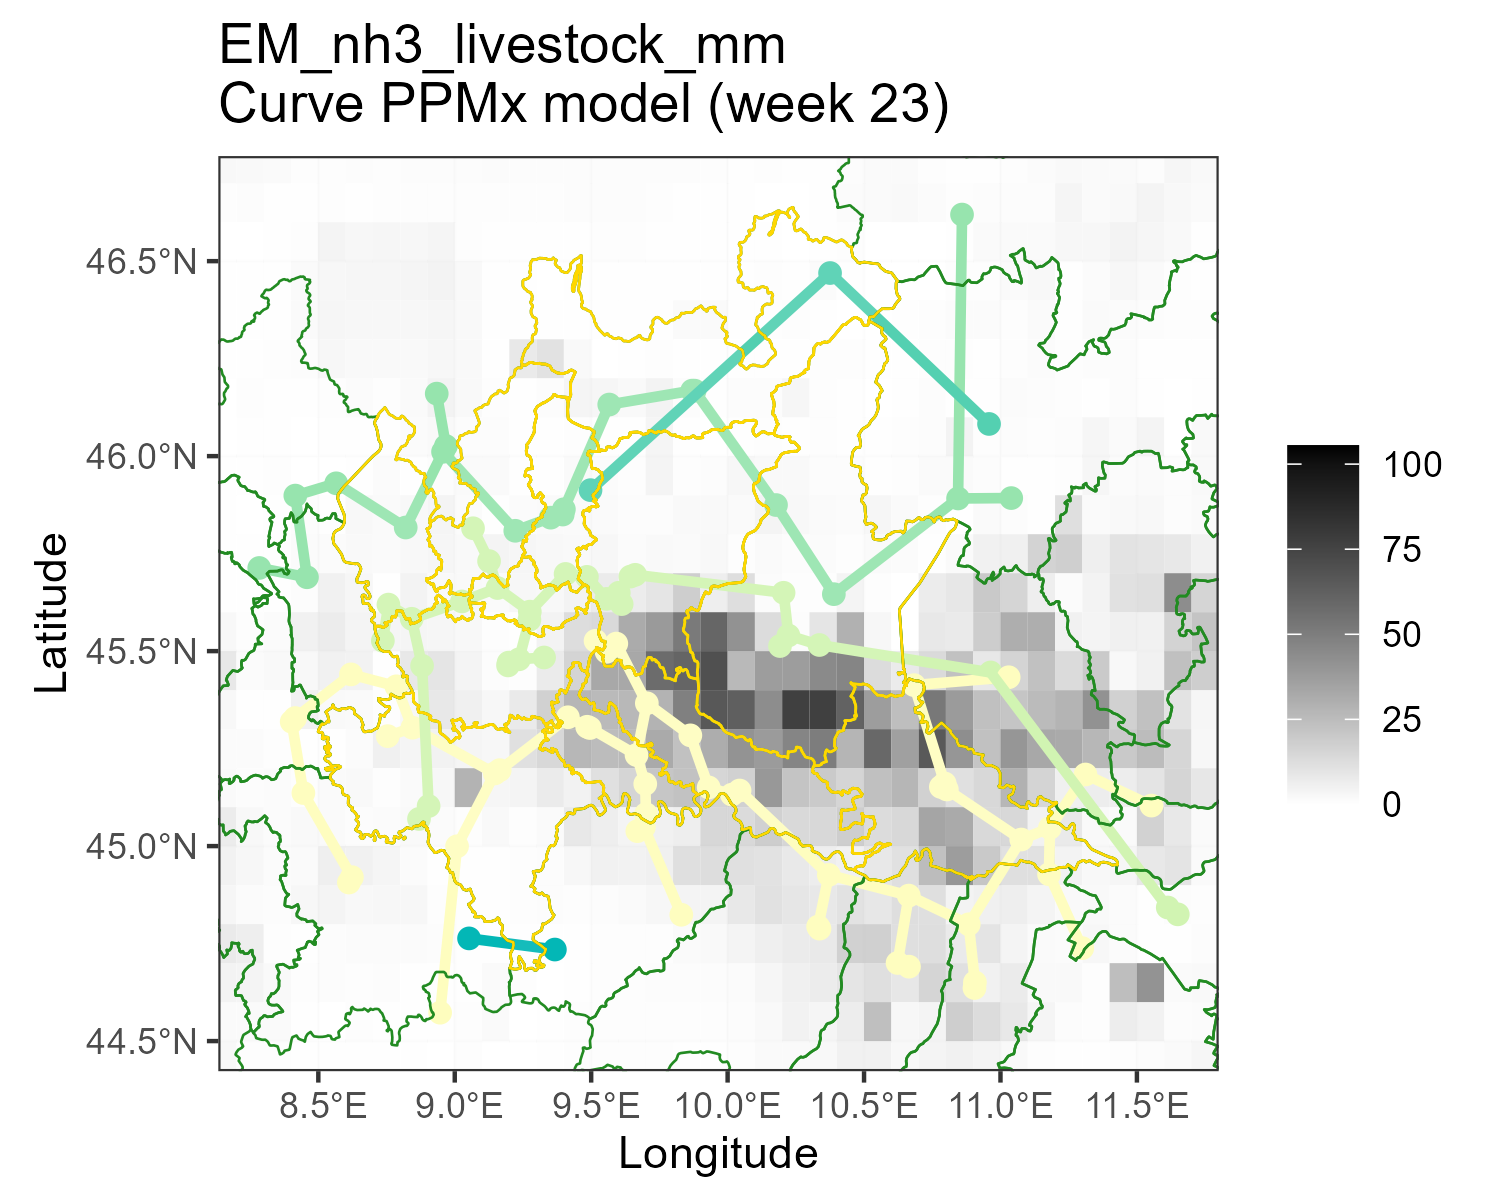 EM_nh3_livestock_mm
Curve PPMx model (week 23)
46.5°N
46.0°N
45.5°N
45.0°N
44.5°N
Latitude
8.5°E
9.0°E
9.5°E
10.0°E
10.5°E
11.0°E
11.5°E
Longitude
100
75
50
25
0